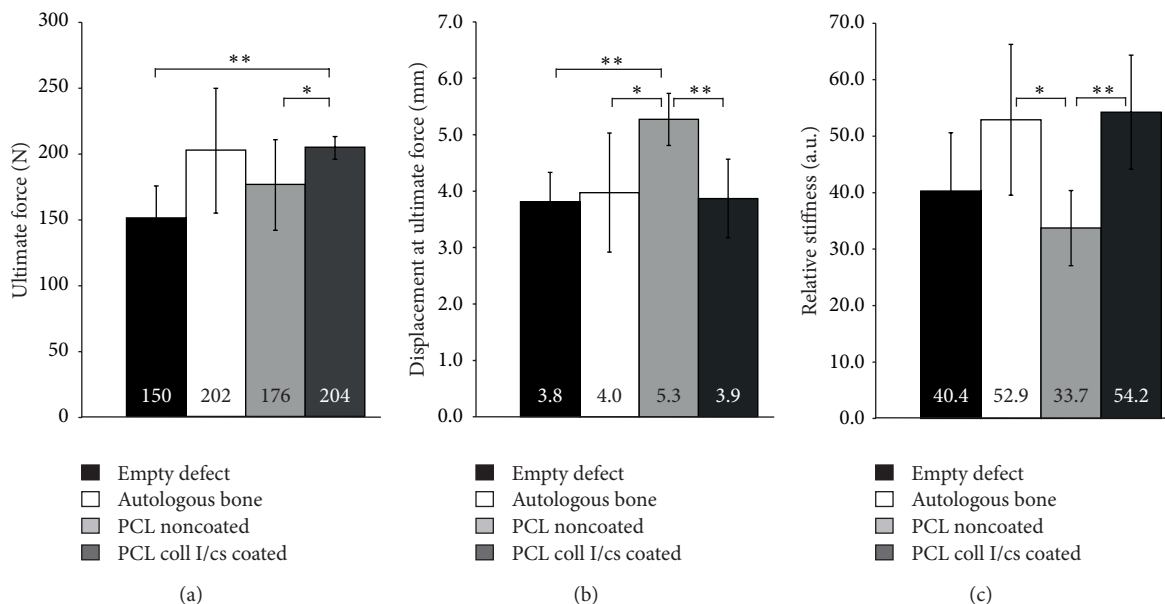 300
250
200
150
100
50
0
Ultimate force (N)
**
*
150
202
176
204
Empty defect
Autologous bone
PCL noncoated
PCL coll I/cs coated
(a)
7.0
6.0
5.0
4.0
3.0
2.0
1.0
0.0
Displacement at ultimate force (mm)
**
*
**
3.8
4.0
5.3
3.9
Empty defect
Autologous bone
PCL noncoated
PCL coll I/cs coated
(b)
70.0
60.0
50.0
40.0
30.0
20.0
10.0
0.0
Relative stiffness (a.u.)
*
**
40.4
52.9
33.7
54.2
Empty defect
Autologous bone
PCL noncoated
PCL coll I/cs coated
(c)